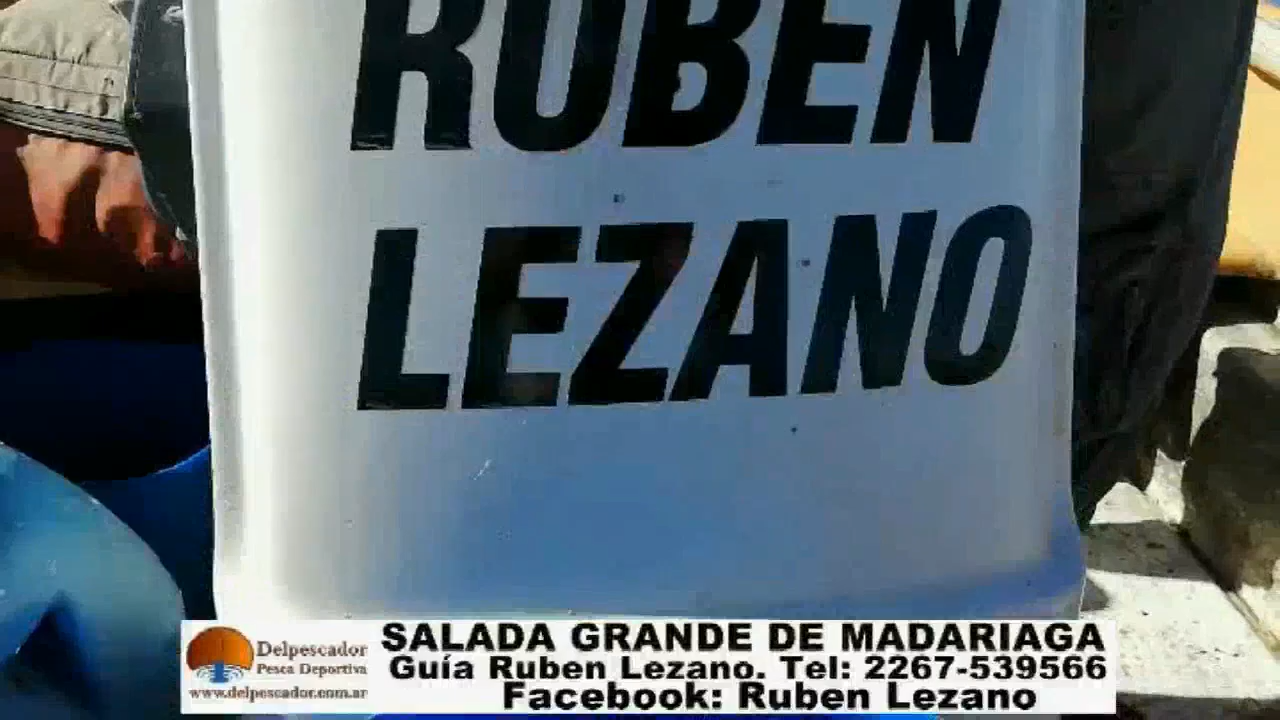 RUBEN
LEZANO
Delpescador
Pesca Deportiva
www.delpescador.com.ar
SALADA GRANDE DE MADARIAGA
Guía Ruben Lezano. Tel: 2267-539566
Facebook: Ruben Lezano